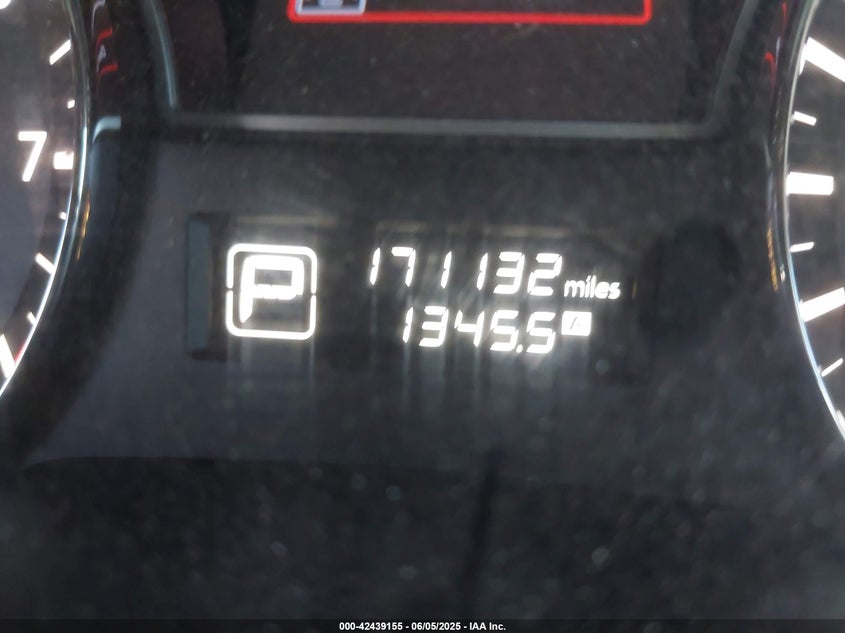 7
P
171132 miles
1345.5
000-42439155 - 06/05/2025 - IAA Inc.